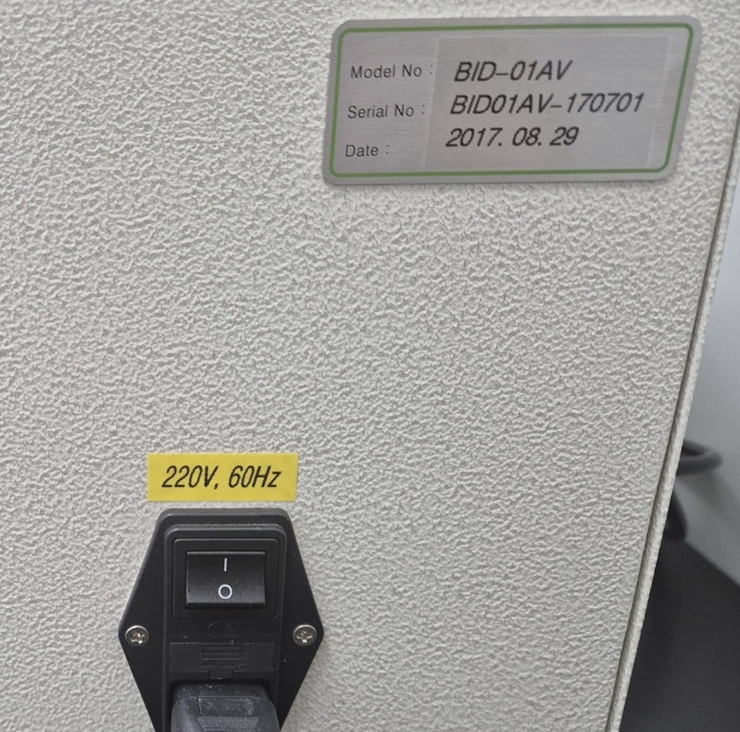 Model No : BID-01AV
Serial No : BID01AV-170701
Date : 2017. 08. 29
220V, 60Hz
I
O